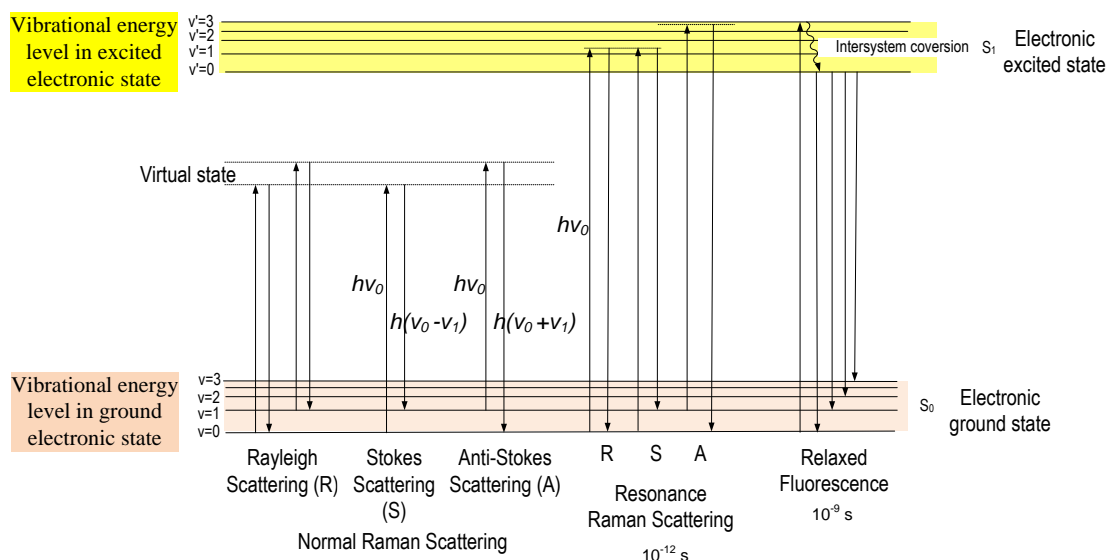 Vibrational energy
level in excited
electronic state
v'=3
v'=2
v'=1
v'=0
Intersystem coversion
S1
Electronic
excited state
Virtual state
hv0
hv0
hv0
h(v0 -v1)
h(v0 +v1)
Vibrational energy
level in ground
electronic state
v=3
v=2
v=1
v=0
S0
Electronic
ground state
Rayleigh
Scattering (R)
Stokes
Scattering
(S)
Anti-Stokes
Scattering (A)
Normal Raman Scattering
R S A
Resonance
Raman Scattering
10-12 s
Relaxed
Fluorescence
10-9 s